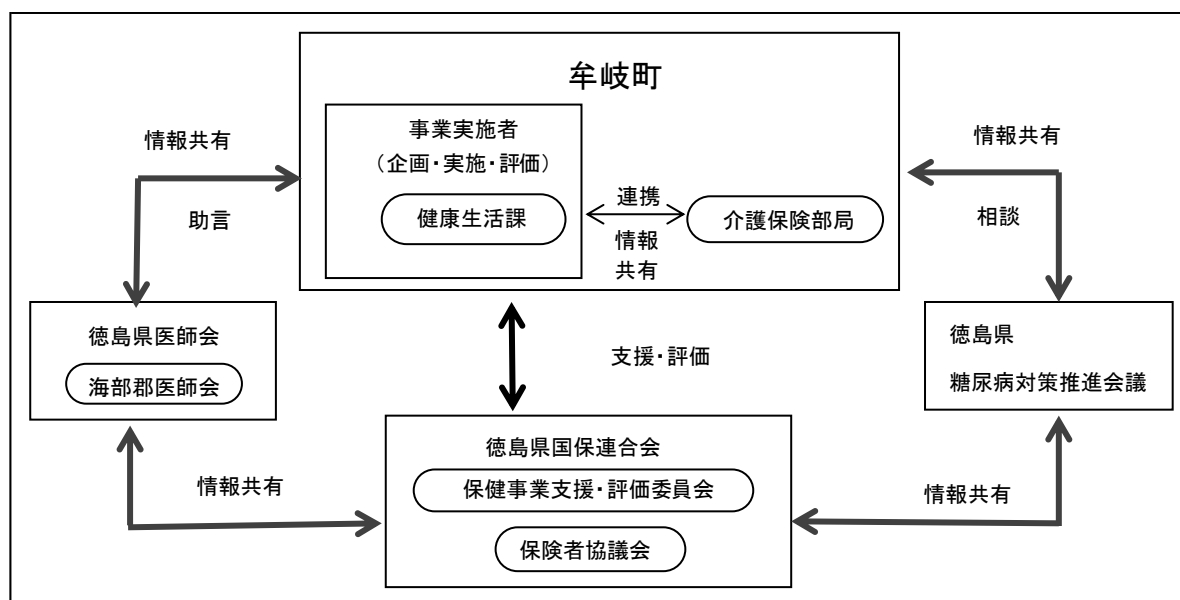 牟岐町
事業実施者
（企画・実施・評価）
健康生活課
連携
情報
共有
介護保険部局
情報共有
助言
情報共有
相談
徳島県医師会
海部郡医師会
支援・評価
徳島県
糖尿病対策推進会議
徳島県国保連合会
保健事業支援・評価委員会
保険者協議会
情報共有
情報共有